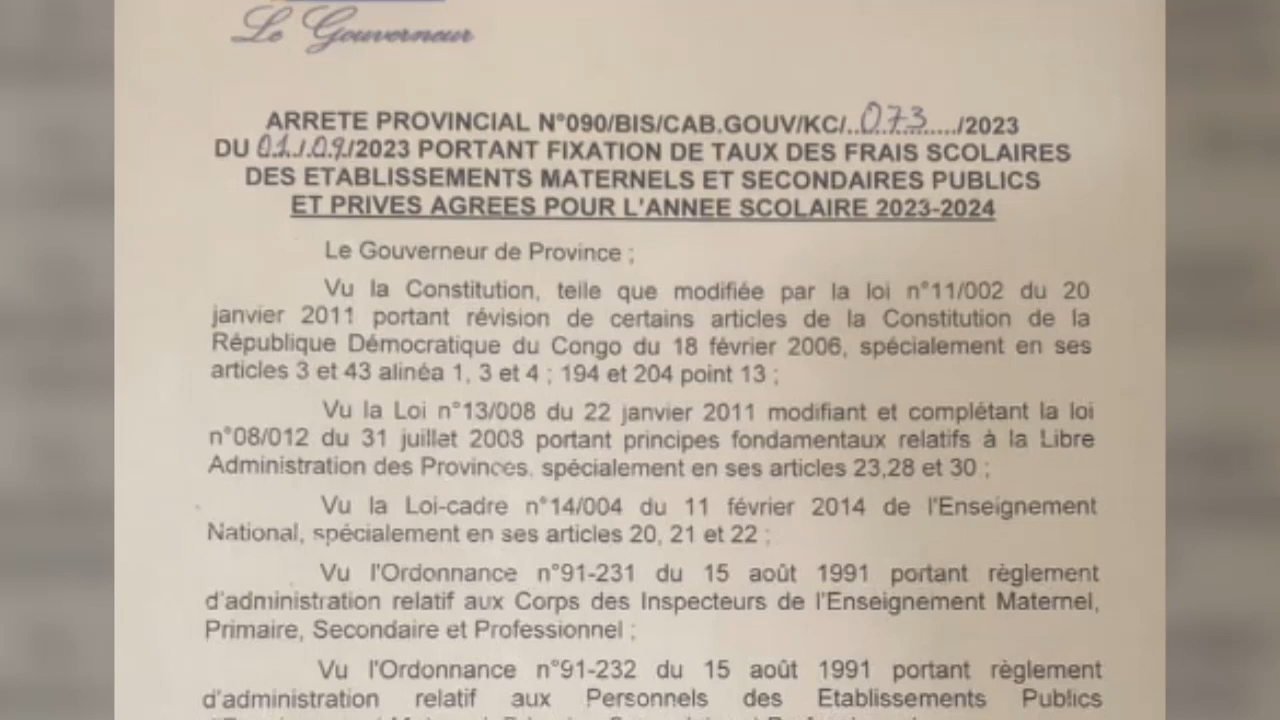 Le Gouverneur
ARRETE PROVINCIAL N°090/BIS/CAB.GOUV/KC/..073...../2023
DU 01/09/2023 PORTANT FIXATION DE TAUX DES FRAIS SCOLAIRES
DES ETABLISSEMENTS MATERNELS ET SECONDAIRES PUBLICS
ET PRIVES AGREES POUR L'ANNEE SCOLAIRE 2023-2024
Le Gouverneur de Province ;
Vu la Constitution, telle que modifiée par la loi n°11/002 du 20
janvier 2011 portant révision de certains articles de la Constitution de la
République Démocratique du Congo du 18 février 2006, spécialement en ses
articles 3 et 43 alinéa 1, 3 et 4 ; 194 et 204 point 13 ;
Vu la Loi n°13/008 du 22 janvier 2011 modifiant et complétant la loi
n°08/012 du 31 juillet 2008 portant principes fondamentaux relatifs à la Libre
Administration des Provinces, spécialement en ses articles 23,28 et 30 ;
Vu la Loi-cadre n°14/004 du 11 février 2014 de l'Enseignement
National, spécialement en ses articles 20, 21 et 22 ;
Vu l'Ordonnance n°91-231 du 15 août 1991 portant règlement
d'administration relatif aux Corps des Inspecteurs de l'Enseignement Maternel,
Primaire, Secondaire et Professionnel ;
Vu l'Ordonnance n°91-232 du 15 août 1991 portant règlement
d'administration relatif aux Personnels des Etablissements Publics